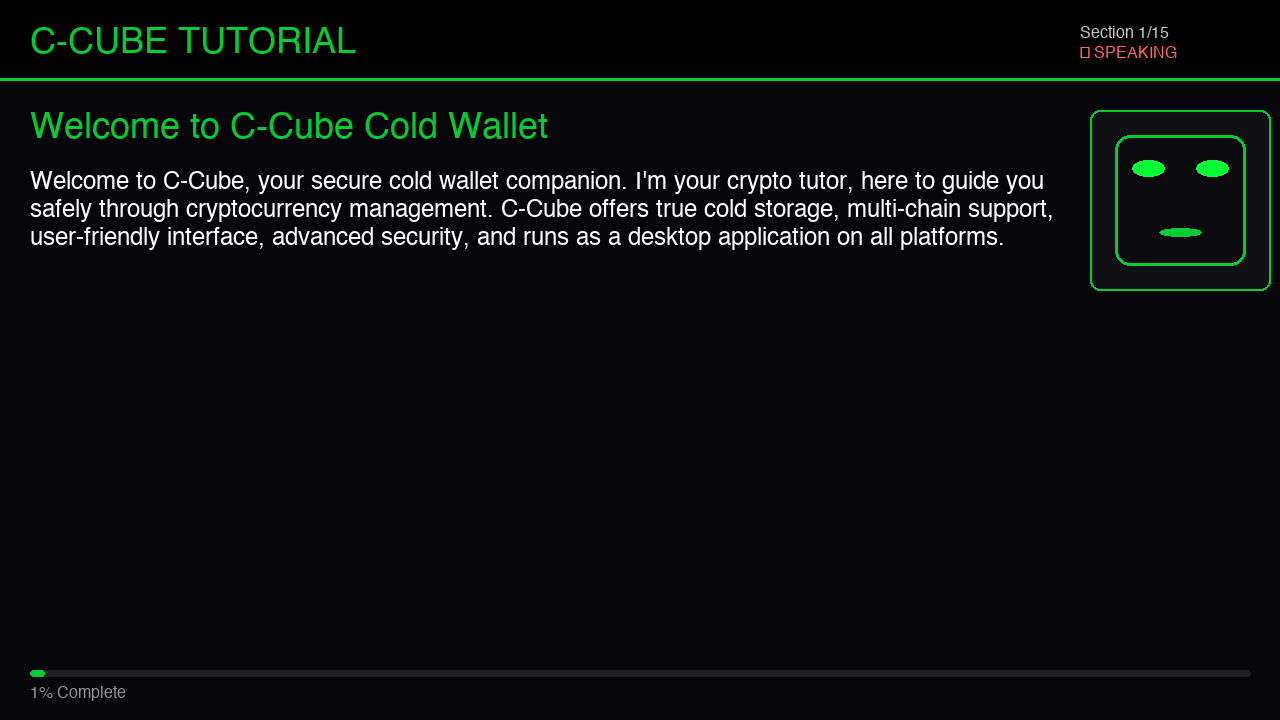 C-CUBE TUTORIAL
Section 1/15
SPEAKING
Welcome to C-Cube Cold Wallet
Welcome to C-Cube, your secure cold wallet companion. I'm your crypto tutor, here to guide you
safely through cryptocurrency management. C-Cube offers true cold storage, multi-chain support,
user-friendly interface, advanced security, and runs as a desktop application on all platforms.
1% Complete